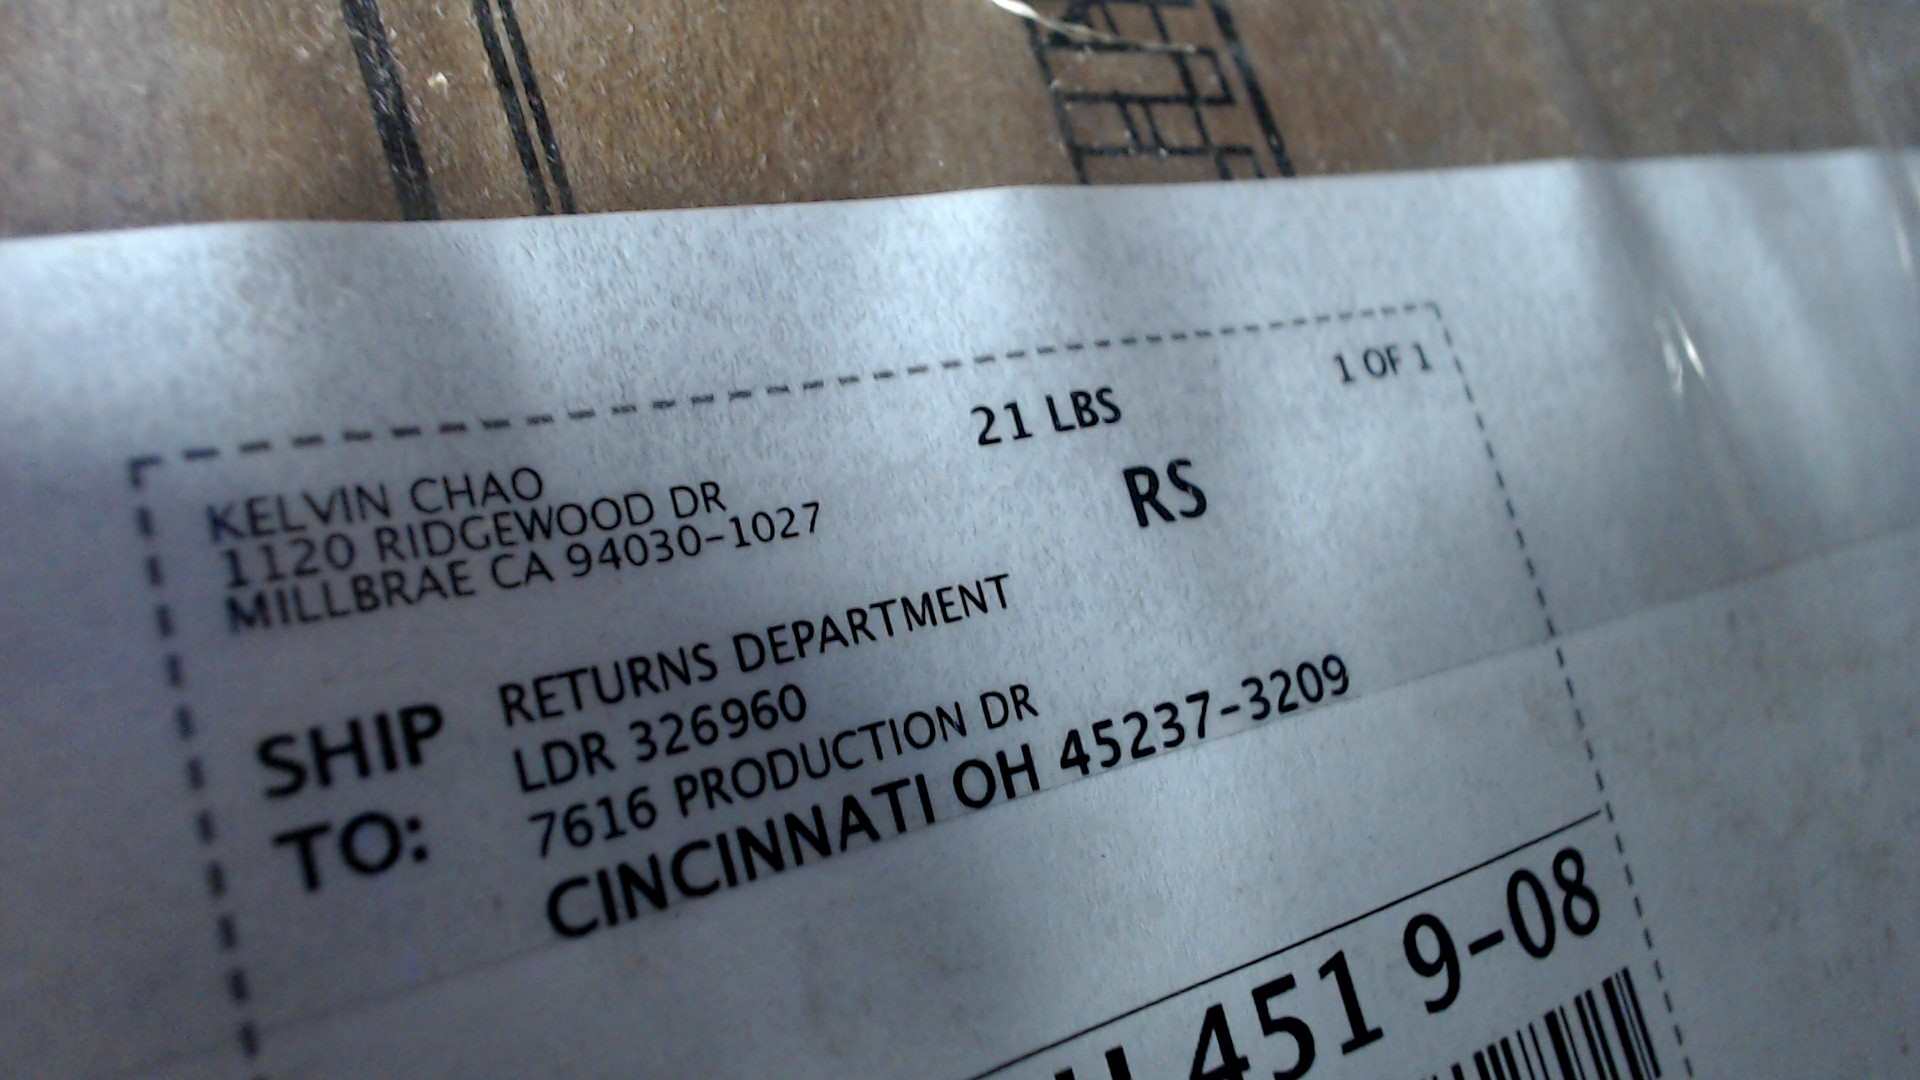 KELVIN CHAO
1120 RIDGEWOOD DR
MILLBRAE CA 94030-1027
21 LBS
1 OF 1
RS
SHIP TO:
RETURNS DEPARTMENT
LDR 326960
7616 PRODUCTION DR
CINCINNATI OH 45237-3209
451 9-08